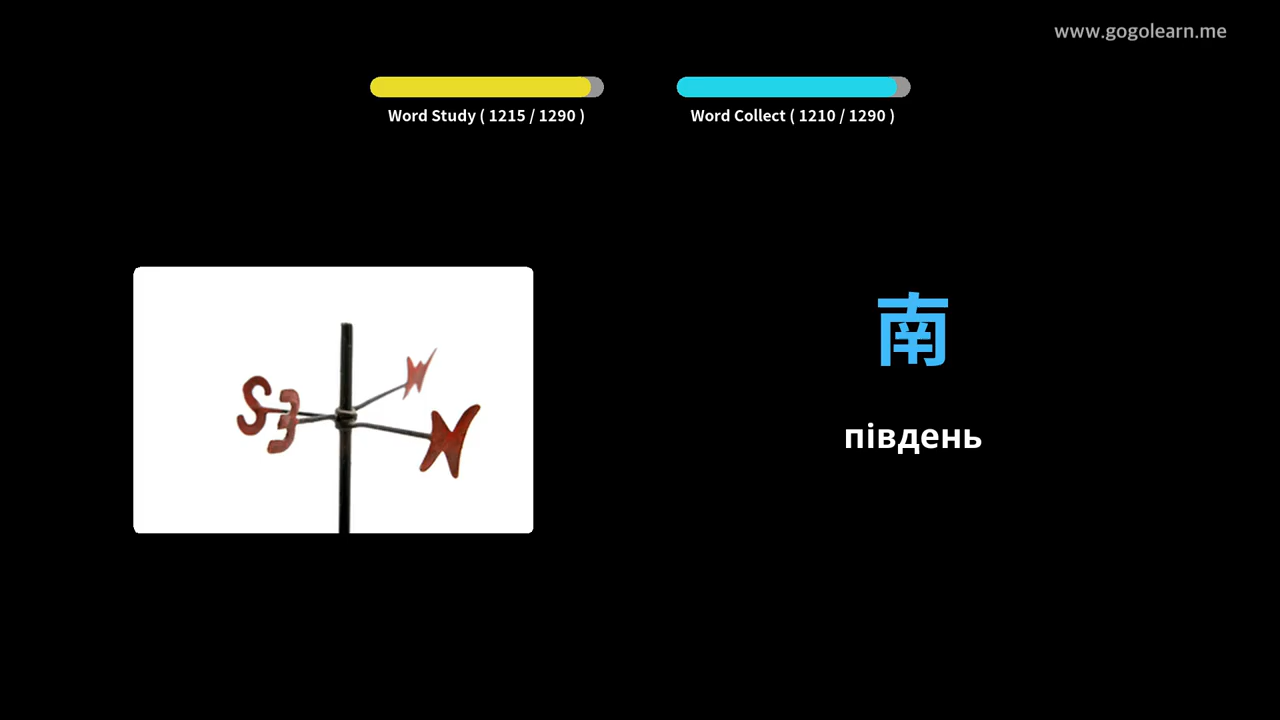 www.gogolearn.me
Word Study ( 1215 / 1290 )
Word Collect ( 1210 / 1290 )
S
E
N
南
південь